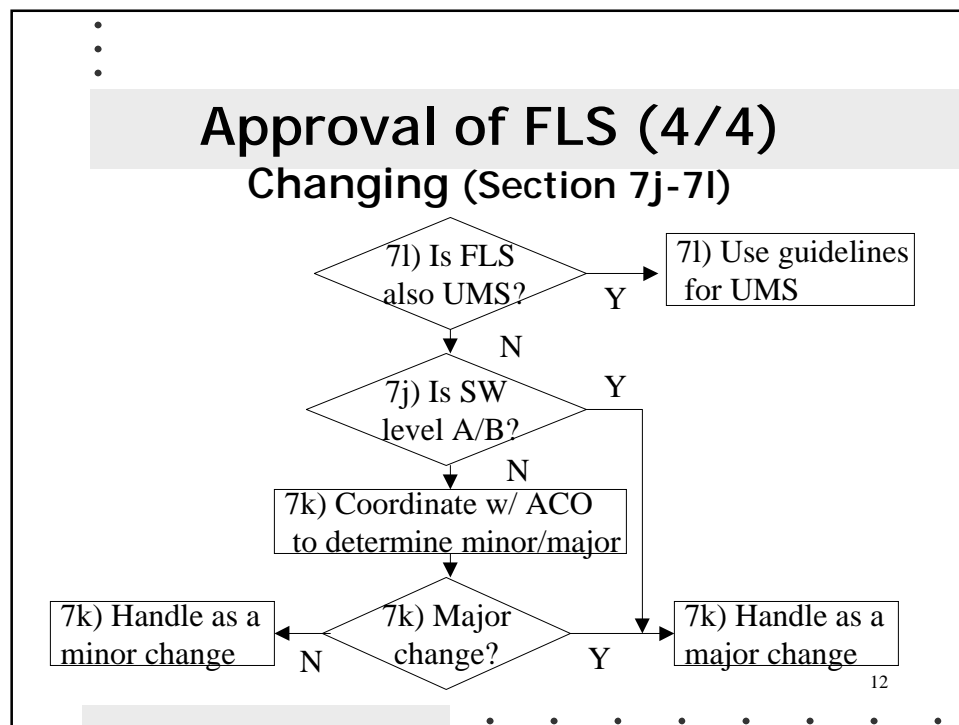 Approval of FLS (4/4)
Changing (Section 7j-7l)
7l) Is FLS
also UMS?
Y
7l) Use guidelines
for UMS
N
7j) Is SW
level A/B?
Y
N
7k) Coordinate w/ ACO
to determine minor/major
7k) Handle as a
minor change
N
7k) Major
change?
Y
7k) Handle as a
major change
12